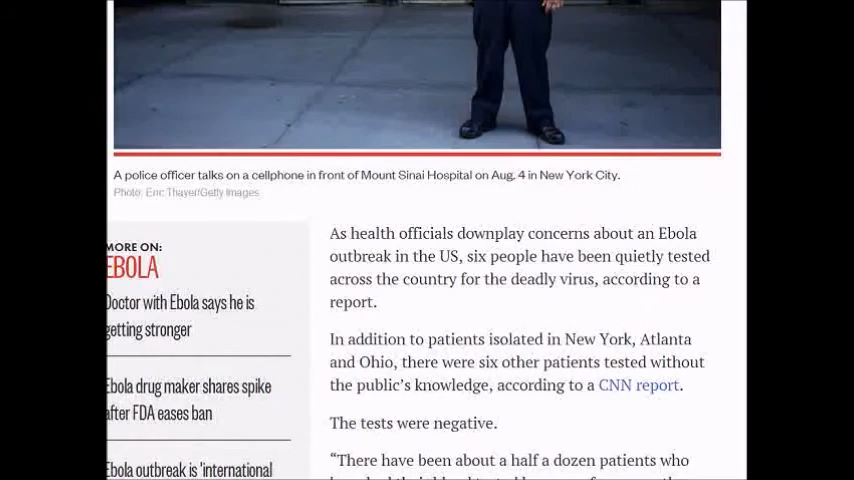 A police officer talks on a cellphone in front of Mount Sinai Hospital on Aug. 4 in New York City.
Photo: Eric Thayer/Getty Images
MORE ON:
EBOLA
Doctor with Ebola says he is
getting stronger
Ebola drug maker shares spike
after FDA eases ban
Ebola outbreak is 'international
As health officials downplay concerns about an Ebola
outbreak in the US, six people have been quietly tested
across the country for the deadly virus, according to a
report.
In addition to patients isolated in New York, Atlanta
and Ohio, there were six other patients tested without
the public's knowledge, according to a CNN report.
The tests were negative.
“There have been about a half a dozen patients who